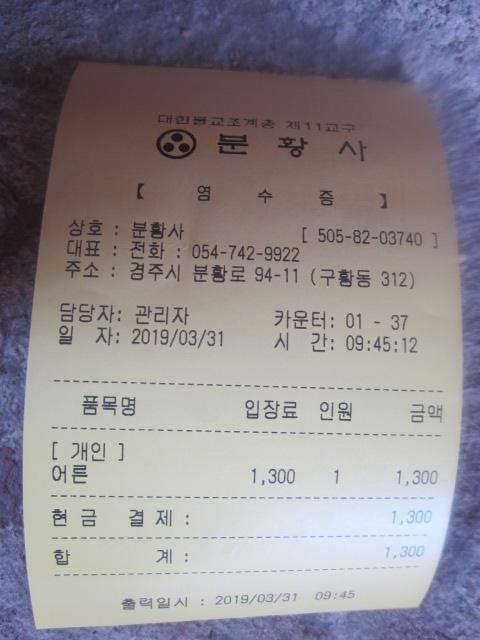 대한불교조계종 제11교구
분 황 사
【 영 수 증 】
상호 : 분황사 [ 505-82-03740 ]
대표 : 전화 : 054-742-9922
주소 : 경주시 분황로 94-11 (구황동 312)
담당자: 관리자 카운터: 01 - 37
일 자: 2019/03/31 시 간: 09:45:12
품목명 입장료 인원 금액
[ 개인 ]
어른 1,300 1 1,300
현금 결제 : 1,300
합 계 : 1,300
출력일시 : 2019/03/31 09:45